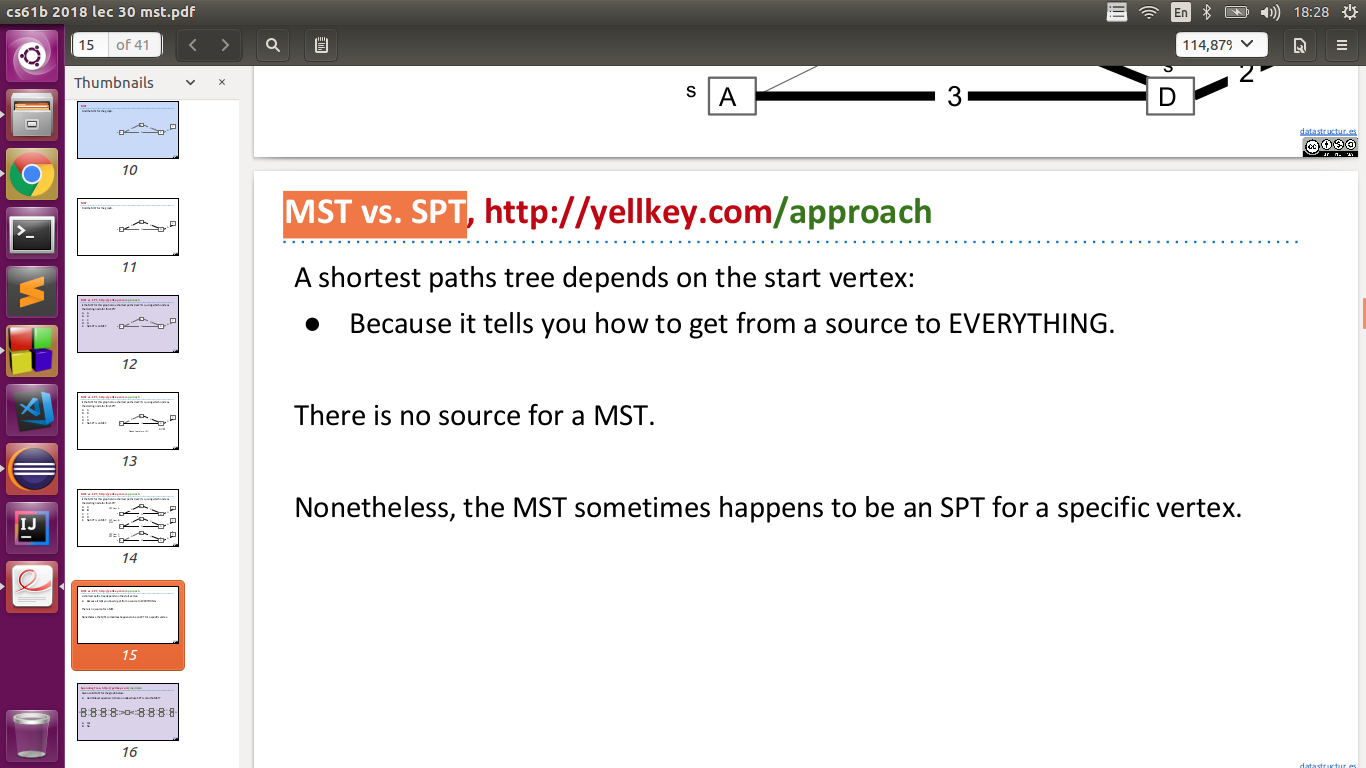 cs61b 2018 lec 30 mst.pdf
En
18:28
15 of 41
114,87%
Thumbnails
10
11
12
13
14
15
16
s
A
3
s
D
2
datastructur.es
MST vs. SPT, http://yellkey.com/approach
A shortest paths tree depends on the start vertex:
● Because it tells you how to get from a source to EVERYTHING.
There is no source for a MST.
Nonetheless, the MST sometimes happens to be an SPT for a specific vertex.
datastructur.es